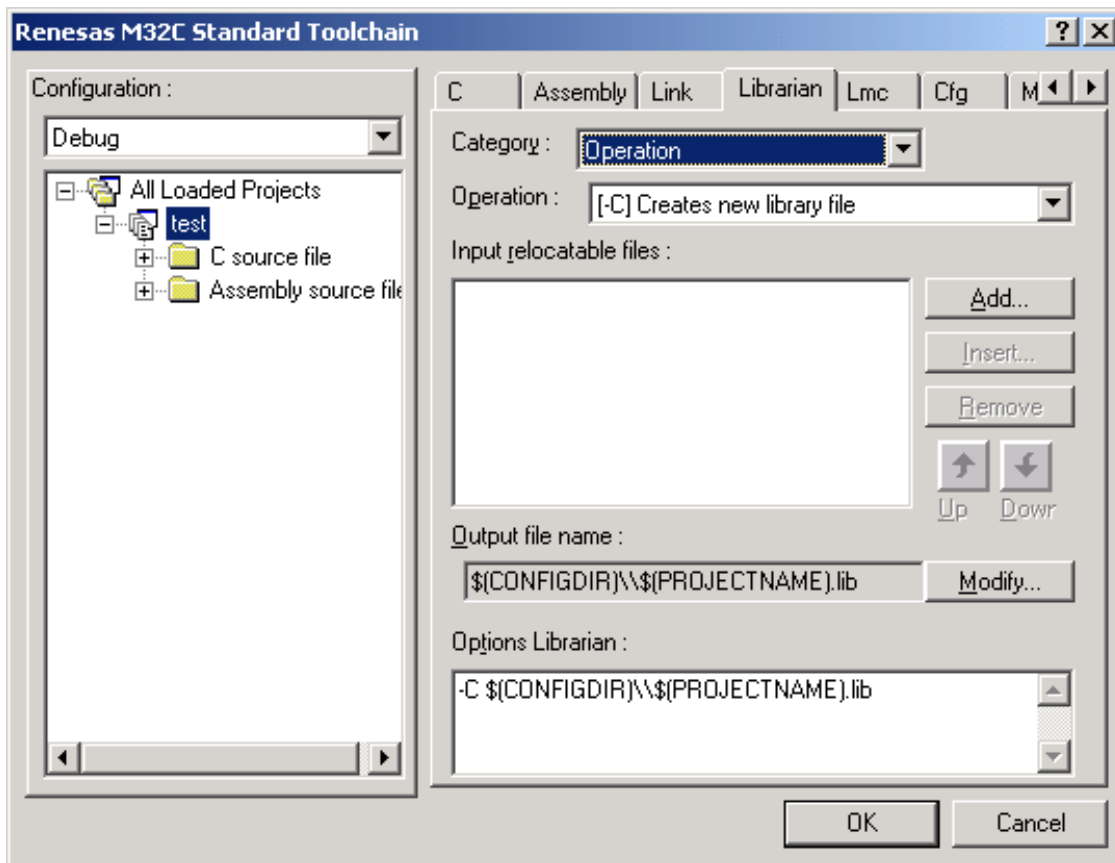 Renesas M32C Standard Toolchain
Configuration :
Debug
All Loaded Projects
test
C source file
Assembly source file
C Assembly Link Librarian Lmc Cfg M
Category : Operation
Operation : [-C] Creates new library file
Input relocatable files :
Add...
Insert...
Remove
Up Dowr
Output file name :
$(CONFIGDIR)\\$(PROJECTNAME).lib Modify...
Options Librarian :
-C $(CONFIGDIR)\\$(PROJECTNAME).lib
OK Cancel